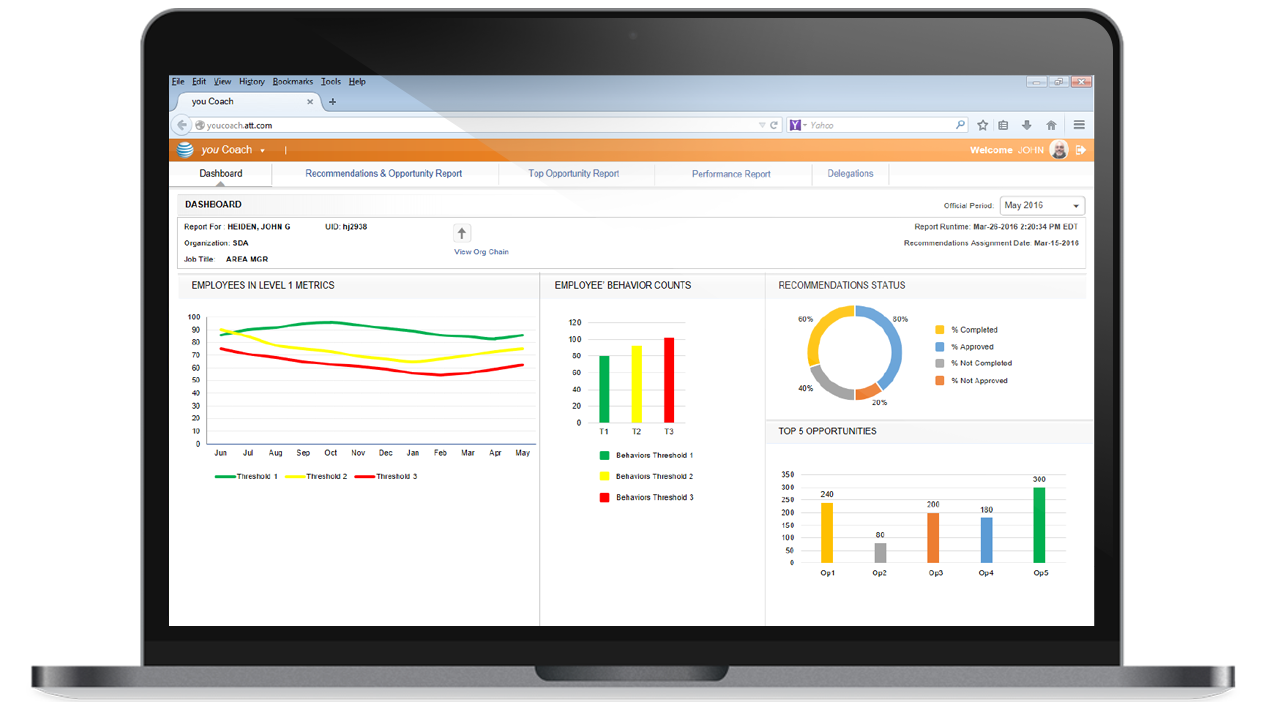 File Edit View History Bookmarks Tools Help
you Coach × +
youcoach.att.com Y Yahoo
you Coach | Welcome JOHN
Dashboard Recommendations & Opportunity Report Top Opportunity Report Performance Report Delegations
DASHBOARD Official Period: May 2016
Report For : HEIDEN, JOHN G UID: hj2938 Report Runtime: Mar-26-2016 2:20:34 PM EDT
Organization: SDA View Org Chain Recommendations Assignment Date: Mar-15-2016
Job Title: AREA MGR
EMPLOYEES IN LEVEL 1 METRICS
100
90
80
70
60
50
40
30
20
10
0
Jun Jul Aug Sep Oct Nov Dec Jan Feb Mar Apr May
Threshold 1 Threshold 2 Threshold 3
EMPLOYEE' BEHAVIOR COUNTS
120
100
80
60
40
20
0
T1 T2 T3
Behaviors Threshold 1
Behaviors Threshold 2
Behaviors Threshold 3
RECOMMENDATIONS STATUS
60% 80%
40% 20%
% Completed
% Approved
% Not Completed
% Not Approved
TOP 5 OPPORTUNITIES
350
300
250
200
150
100
50
0
240 80 200 180 300
Op1 Op2 Op3 Op4 Op5